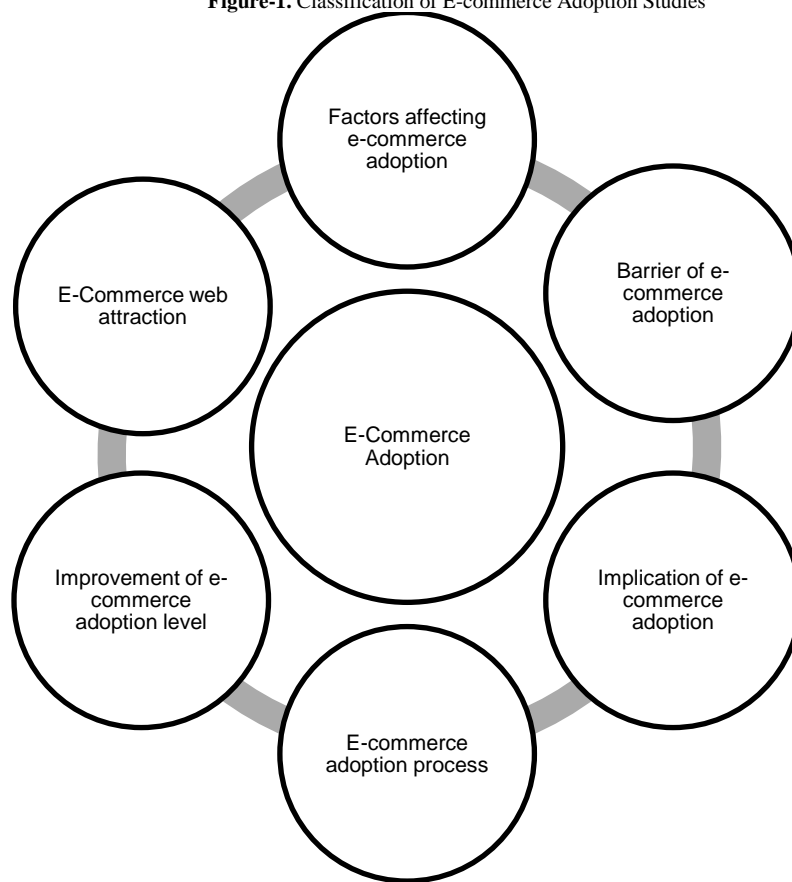 Figure-1. Classification of E-commerce Adoption Studies
Factors affecting
e-commerce
adoption
Barrier of e-
commerce
adoption
Implication of e-
commerce
adoption
E-commerce
adoption process
Improvement of e-
commerce
adoption level
E-Commerce web
attraction
E-Commerce
Adoption